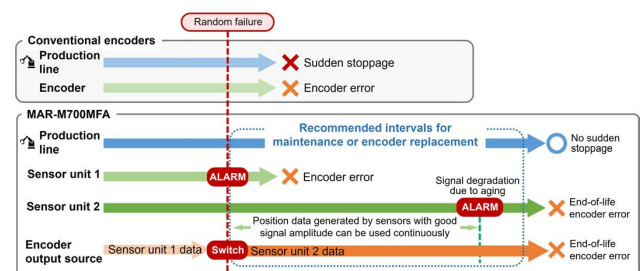 Random failure
Conventional encoders
Production
line
Sudden stoppage
Encoder
Encoder error
MAR-M700MFA
Production
line
Recommended intervals for
maintenance or encoder replacement
No sudden
stoppage
Sensor unit 1
ALARM
Encoder error
Signal degradation
due to aging
Sensor unit 2
ALARM
End-of-life
encoder error
Position data generated by sensors with good
signal amplitude can be used continuously
Encoder
output source
Sensor unit 1 data
Switch
Sensor unit 2 data
End-of-life
encoder error